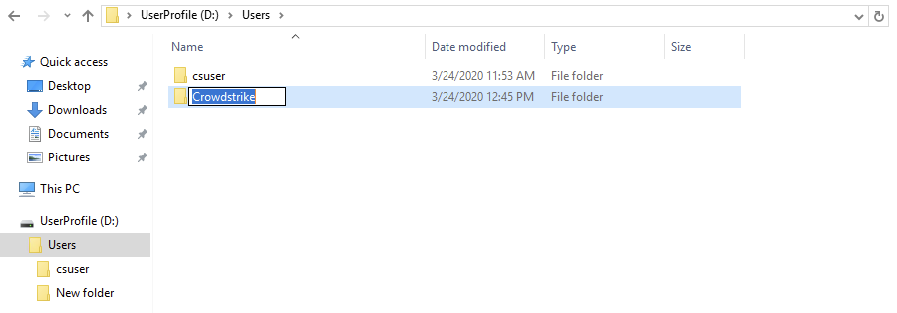 UserProfile (D:) Users
Name Date modified Type Size
Quick access
csuser 3/24/2020 11:53 AM File folder
Desktop
Crowdstrike 3/24/2020 12:45 PM File folder
Downloads
Documents
Pictures
This PC
UserProfile (D:)
Users
csuser
New folder